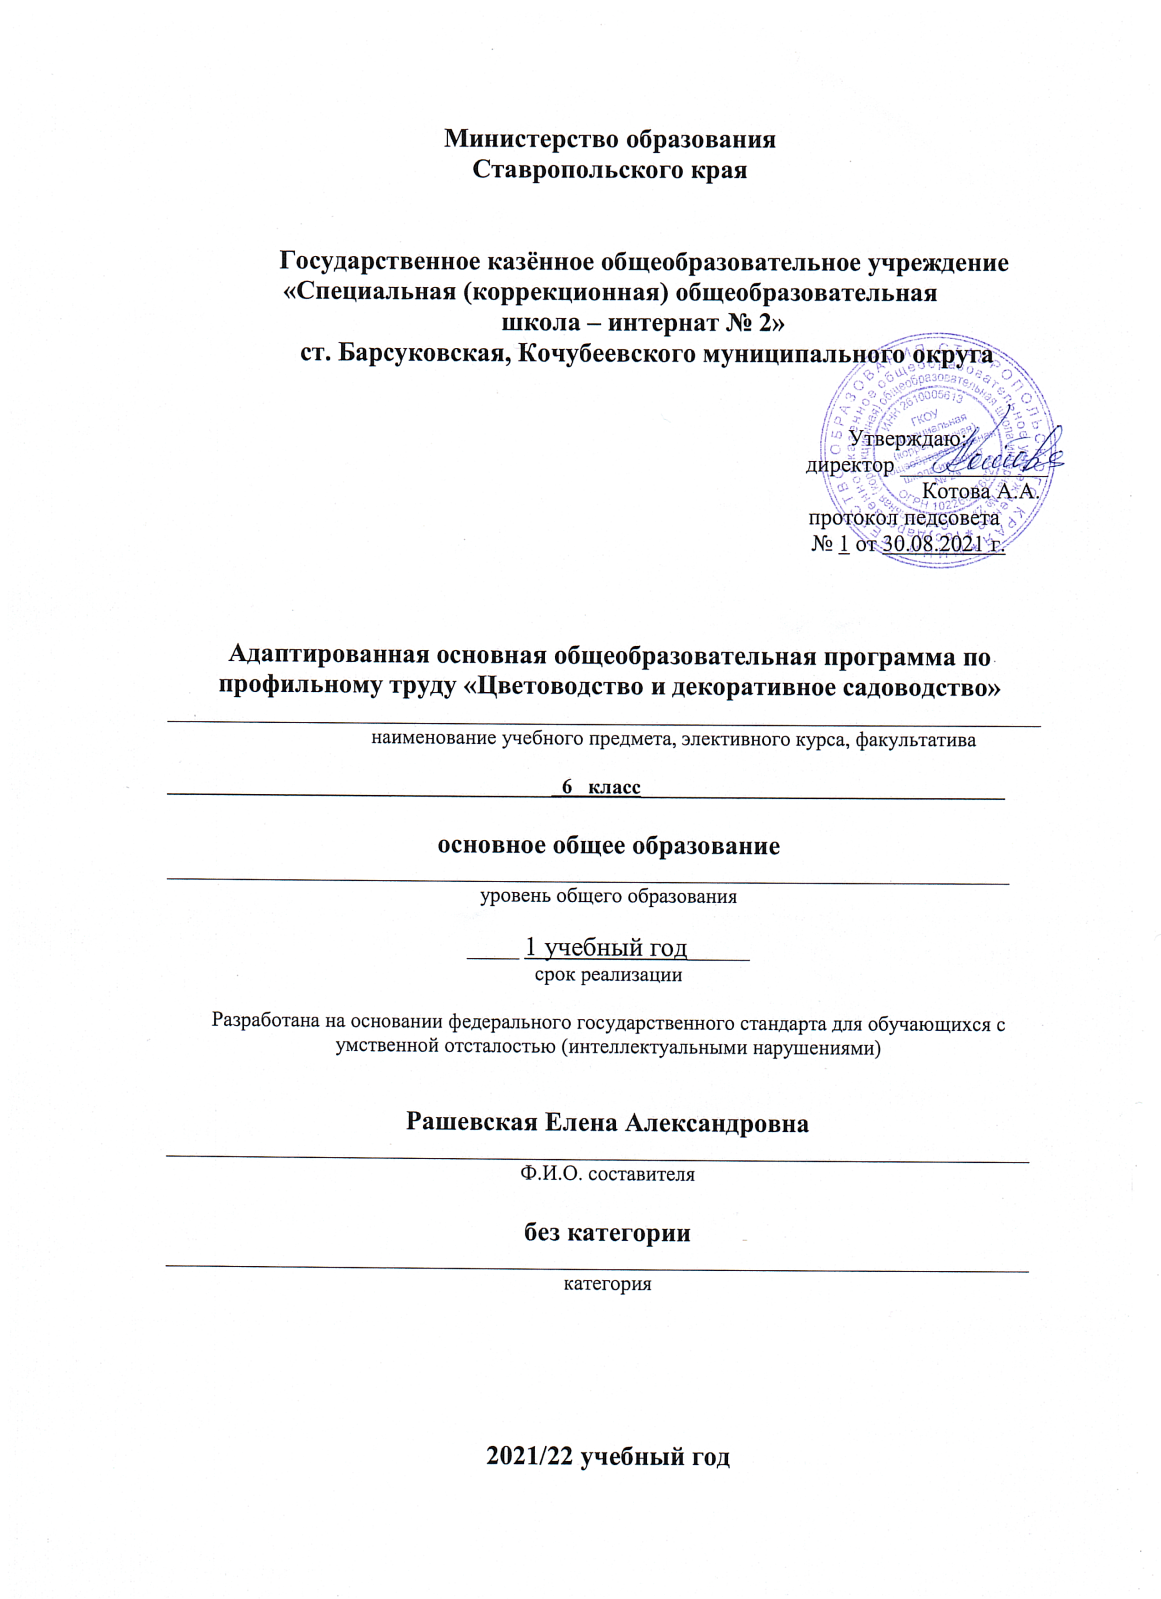 Министерство образования
Ставропольского края
Государственное казённое общеобразовательное учреждение
«Специальная (коррекционная) общеобразовательная
школа – интернат № 2»
ст. Барсуковская, Кочубеевского муниципального округа
ИНН 2610005613
ГКОУ
Утверждаю:
директор
Котова А.А.
протокол педсовета
№ 1 от 30.08.2021 г.
Адаптированная основная общеобразовательная программа по
профильному труду «Цветоводство и декоративное садоводство»
наименование учебного предмета, элективного курса, факультатива
6 класс
основное общее образование
уровень общего образования
1 учебный год
срок реализации
Разработана на основании федерального государственного стандарта для обучающихся с
умственной отсталостью (интеллектуальными нарушениями)
Рашевская Елена Александровна
Ф.И.О. составителя
без категории
категория
2021/22 учебный год